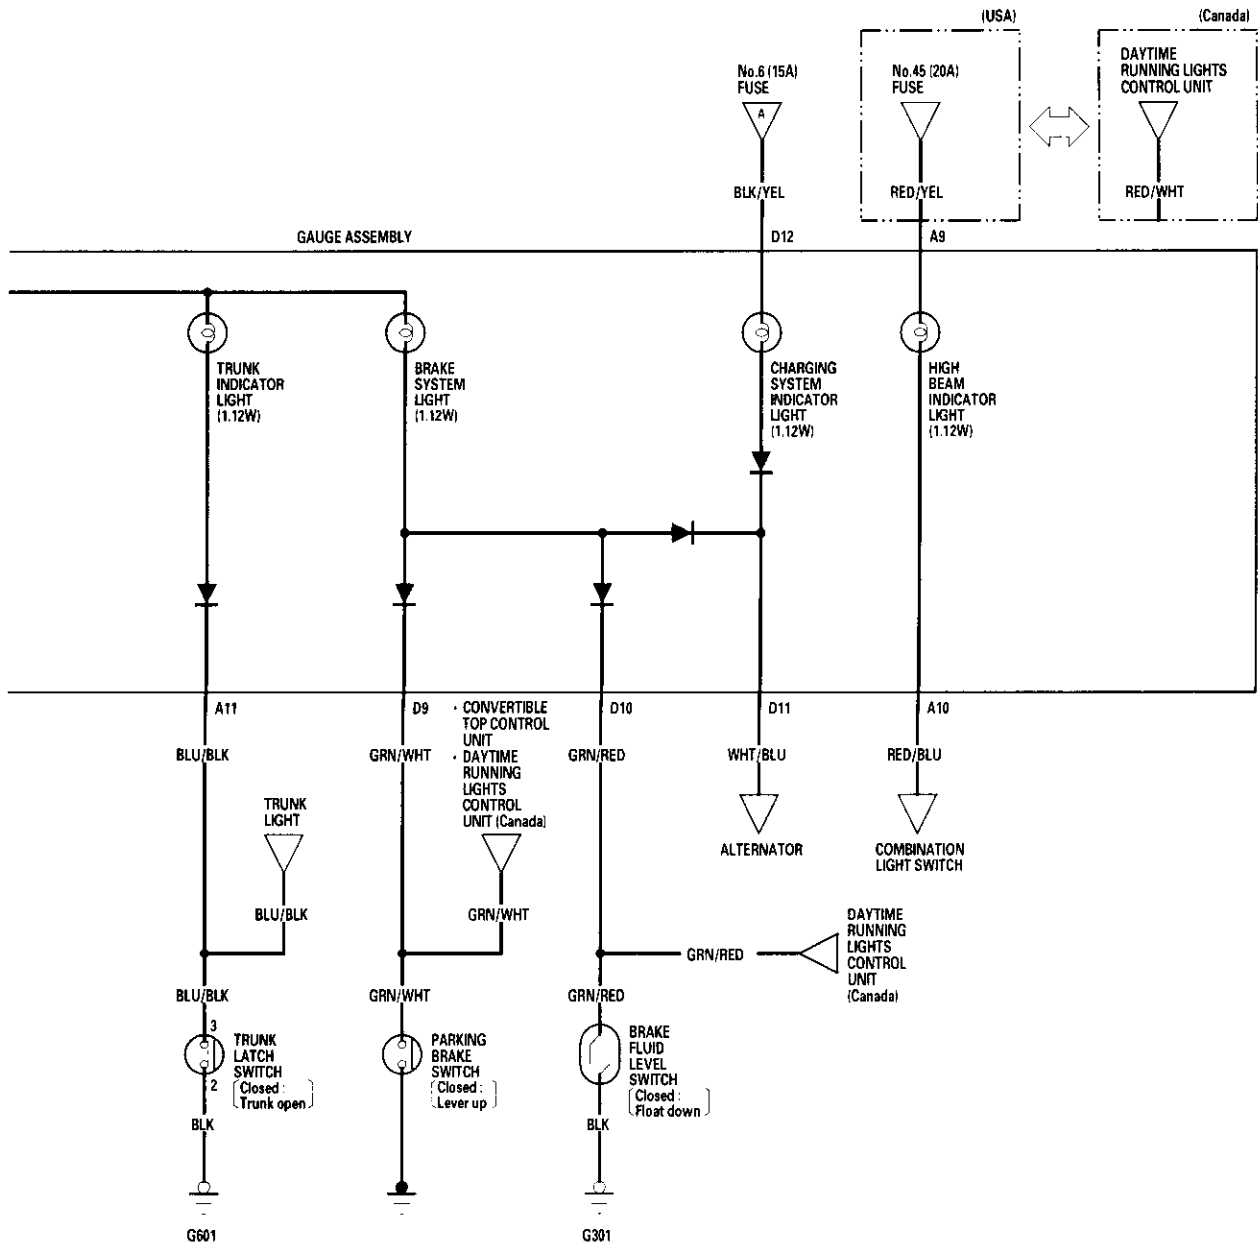 (USA)
(Canada)
No.6 (15A)
FUSE
A
No.45 (20A)
FUSE
DAYTIME
RUNNING LIGHTS
CONTROL UNIT
BLK/YEL
RED/YEL
RED/WHT
GAUGE ASSEMBLY
D12
A9
TRUNK
INDICATOR
LIGHT
(1.12W)
BRAKE
SYSTEM
LIGHT
(1.12W)
CHARGING
SYSTEM
INDICATOR
LIGHT
(1.12W)
HIGH
BEAM
INDICATOR
LIGHT
(1.12W)
A11
D9
D10
D11
A10
• CONVERTIBLE
TOP CONTROL
UNIT
• DAYTIME
RUNNING
LIGHTS
CONTROL
UNIT (Canada)
BLU/BLK
GRN/WHT
GRN/RED
WHT/BLU
RED/BLU
TRUNK
LIGHT
ALTERNATOR
COMBINATION
LIGHT SWITCH
BLU/BLK
GRN/WHT
GRN/RED
DAYTIME
RUNNING
LIGHTS
CONTROL
UNIT
(Canada)
BLU/BLK
GRN/WHT
GRN/RED
3
2
TRUNK
LATCH
SWITCH
Closed :
Trunk open
PARKING
BRAKE
SWITCH
Closed :
Lever up
BRAKE
FLUID
LEVEL
SWITCH
Closed :
Float down
BLK
BLK
G601
G301